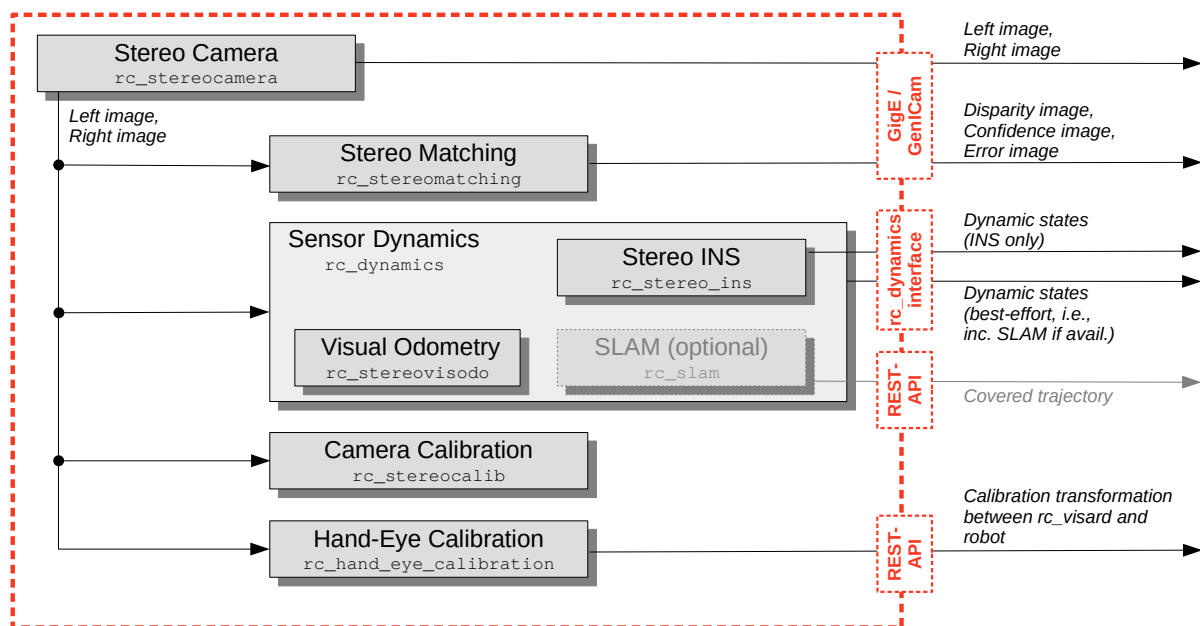 Stereo Camera
rc_stereocamera
Left image,
Right image
Left image,
Right image
GigE /
GenICam
Stereo Matching
rc_stereomatching
Disparity image,
Confidence image,
Error image
Sensor Dynamics
rc_dynamics
Stereo INS
rc_stereo_ins
Visual Odometry
rc_stereovisodo
SLAM (optional)
rc_slam
rc_dynamics
interface
Dynamic states
(INS only)
Dynamic states
(best-effort, i.e.,
inc. SLAM if avail.)
REST-
API
Covered trajectory
Camera Calibration
rc_stereocalib
Hand-Eye Calibration
rc_hand_eye_calibration
REST-
API
Calibration transformation
between rc_visard and
robot